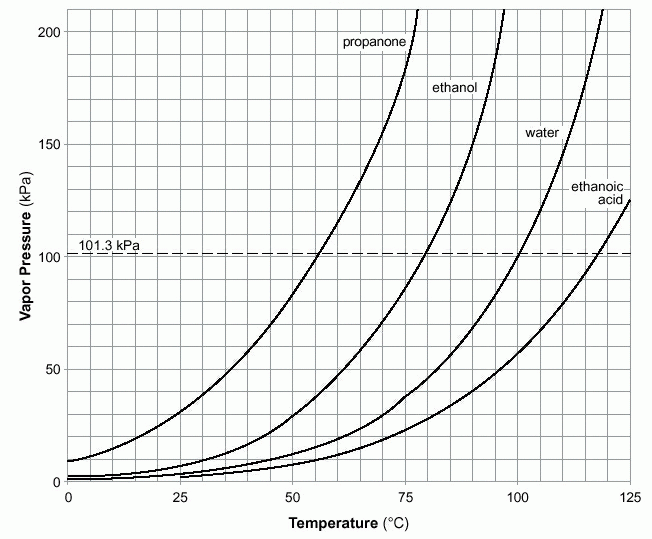 200
propanone
ethanol
150
water
ethanoic
acid
101.3 kPa
100
50
0
0
25
50
75
100
125
Vapor Pressure (kPa)
Temperature (°C)